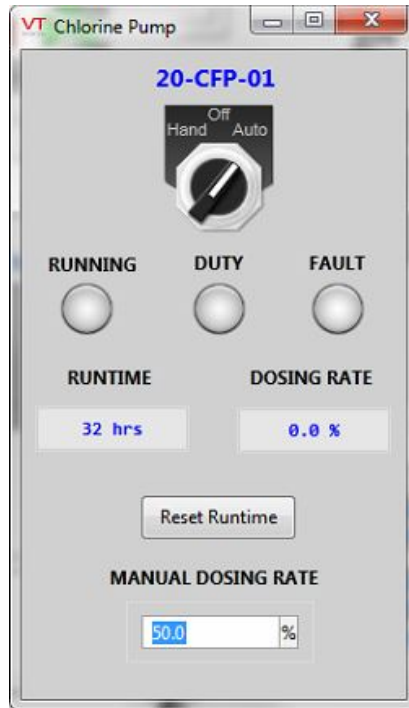 VT Chlorine Pump
20-CFP-01
Off
Hand Auto
RUNNING DUTY FAULT
RUNTIME DOSING RATE
32 hrs 0.0 %
Reset Runtime
MANUAL DOSING RATE
50.0 %